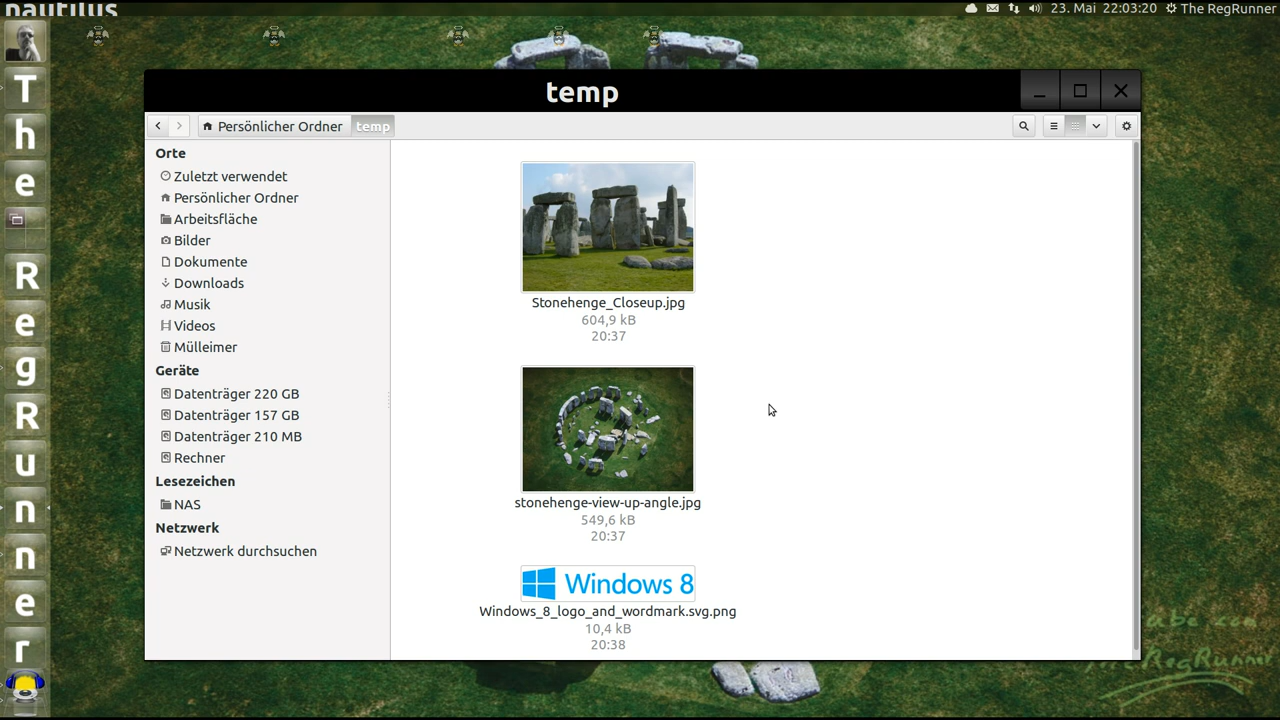 nautilus
23. Mai 22:03:20 The RegRunner
temp
Persönlicher Ordner
temp
Orte
Zuletzt verwendet
Persönlicher Ordner
Arbeitsfläche
Bilder
Dokumente
Downloads
Musik
Videos
Mülleimer
Geräte
Datenträger 220 GB
Datenträger 157 GB
Datenträger 210 MB
Rechner
Lesezeichen
NAS
Netzwerk
Netzwerk durchsuchen
Stonehenge_Closeup.jpg
604,9 kB
20:37
stonehenge-view-up-angle.jpg
549,6 kB
20:37
Windows 8
Windows_8_logo_and_wordmark.svg.png
10,4 kB
20:38
T
h
e
R
e
g
R
u
n
n
e
r
TheRegRunner